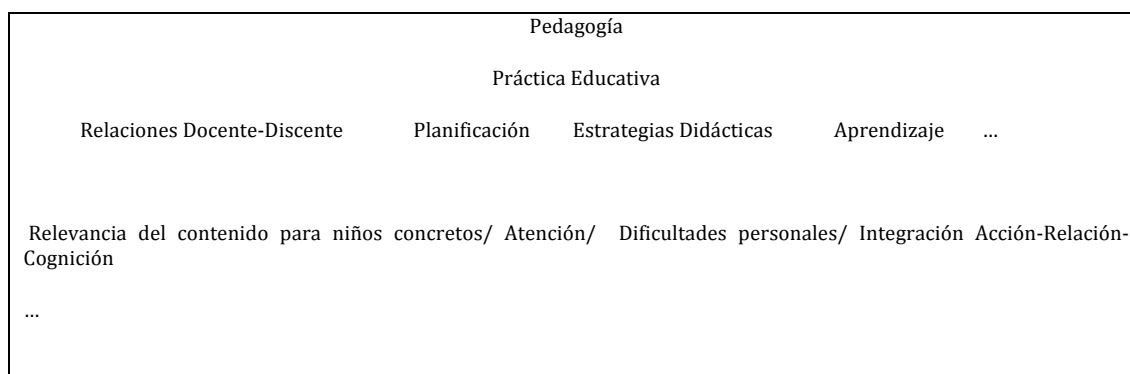 Pedagogía
Práctica Educativa
Relaciones Docente-Discente Planificación Estrategias Didácticas Aprendizaje …
Relevancia del contenido para niños concretos/ Atención/ Dificultades personales/ Integración Acción-Relación-
Cognición
…